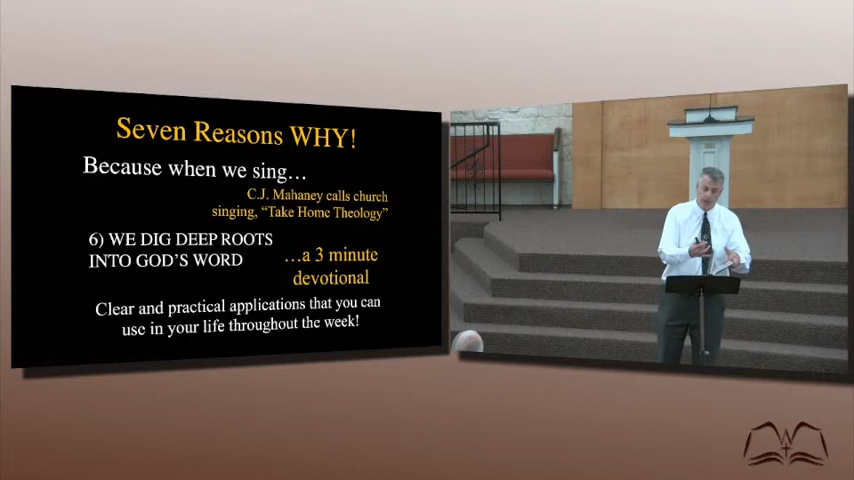 Seven Reasons WHY!
Because when we sing…
C.J. Mahaney calls church
singing, “Take Home Theology”
6) WE DIG DEEP ROOTS
INTO GOD’S WORD
…a 3 minute
devotional
Clear and practical applications that you can
use in your life throughout the week!